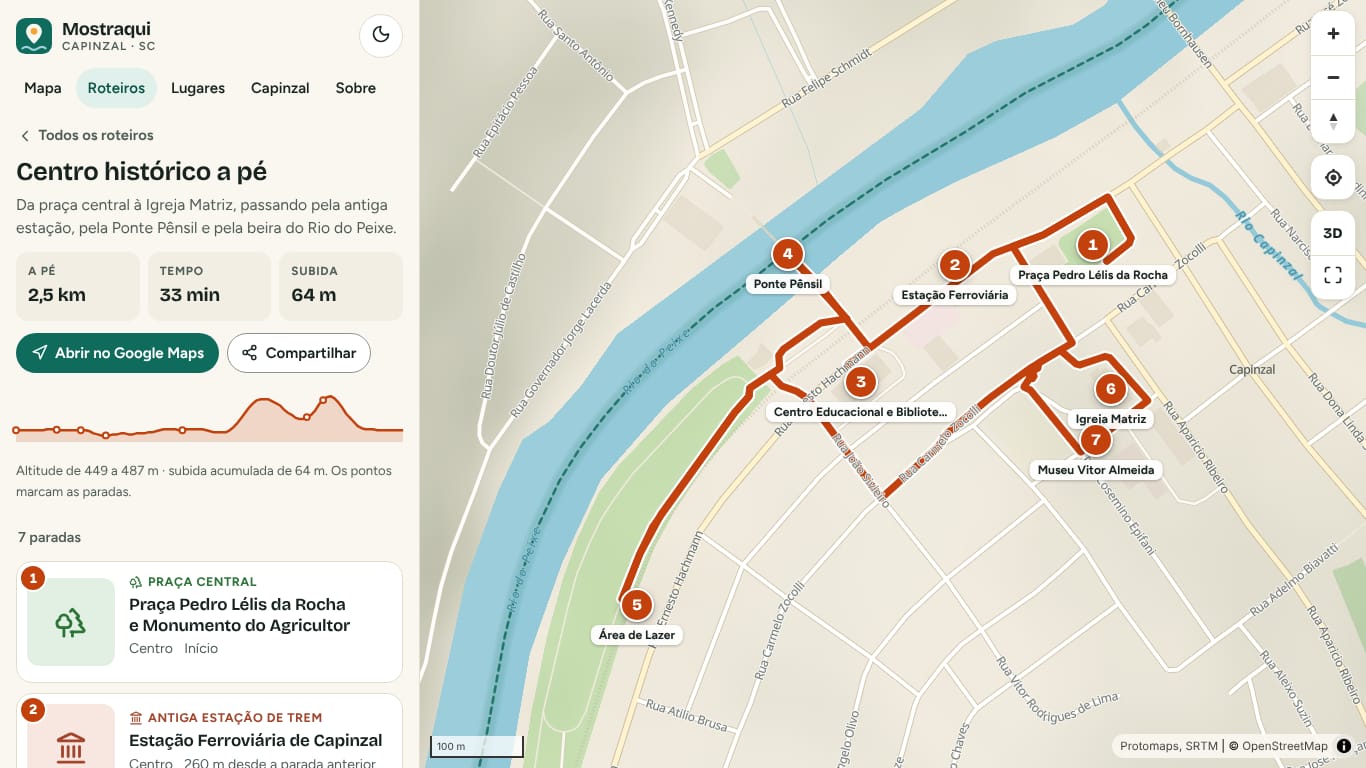 Mostraqui
CAPINZAL · SC
Mapa
Roteiros
Lugares
Capinzal
Sobre
Todos os roteiros
Centro histórico a pé
Da praça central à Igreja Matriz, passando pela antiga
estação, pela Ponte Pênsil e pela beira do Rio do Peixe.
A PÉ
2,5 km
TEMPO
33 min
SUBIDA
64 m
Abrir no Google Maps
Compartilhar
Altitude de 449 a 487 m · subida acumulada de 64 m. Os pontos
marcam as paradas.
7 paradas
1
PRAÇA CENTRAL
Praça Pedro Lélis da Rocha
e Monumento do Agricultor
Centro Início
2
ANTIGA ESTAÇÃO DE TREM
Estação Ferroviária de Capinzal
Centro 260 m desde a parada anterior
Rua Santo Antônio
Kennedy
Rua Epitácio Pessoa
Rua Felipe Schmidt
Bornhausen
Rua Doutor Júlio de Castilho
Rua Governador Jorge Lacerda
Rio do Peixe
Rio do Peixe
Rio Capinzal
4
Ponte Pênsil
2
Estação Ferroviária
1
Praça Pedro Lélis da Rocha
3
Centro Educacional e Bibliote...
6
Igreja Matriz
7
Museu Vitor Almeida
5
Área de Lazer
Capinzal
Rua Carmelo Zocolli
Rua Aparício Ribeiro
Rua Dona Linda
Ernesto Hachmann
Rua Carmelo Zocolli
Rua Adelmo Biavatti
Rua Aparício Ribeiro
Rua Aleixo Suzin
Rua Vitor Rodrigues de Lima
Rua Atílio Brusa
3D
100 m
Protomaps, SRTM | © OpenStreetMap